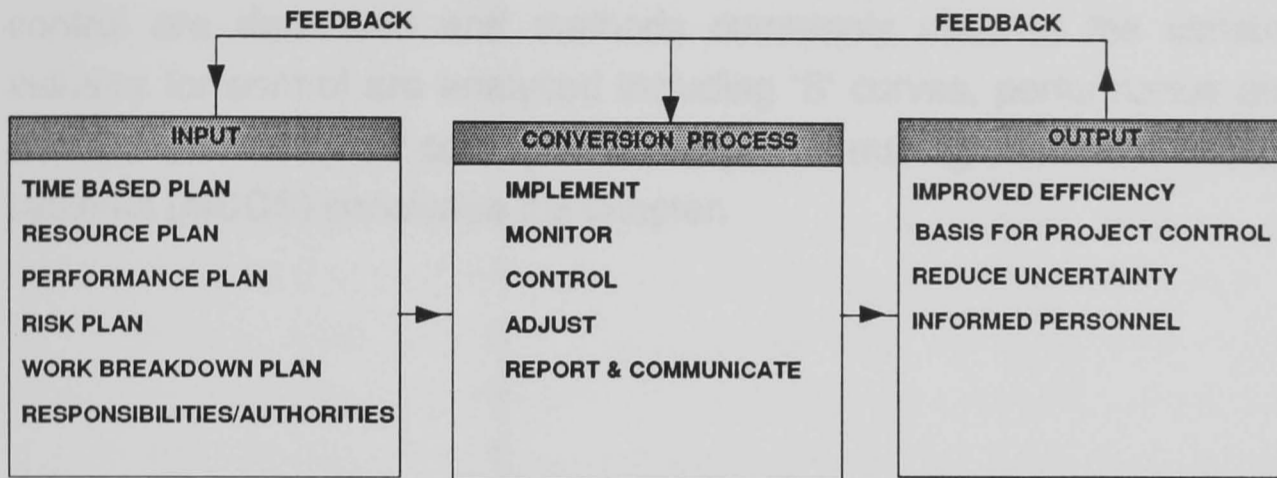 FEEDBACK
FEEDBACK
INPUT
TIME BASED PLAN
RESOURCE PLAN
PERFORMANCE PLAN
RISK PLAN
WORK BREAKDOWN PLAN
RESPONSIBILITIES/AUTHORITIES
CONVERSION PROCESS
IMPLEMENT
MONITOR
CONTROL
ADJUST
REPORT & COMMUNICATE
OUTPUT
IMPROVED EFFICIENCY
BASIS FOR PROJECT CONTROL
REDUCE UNCERTAINTY
INFORMED PERSONNEL